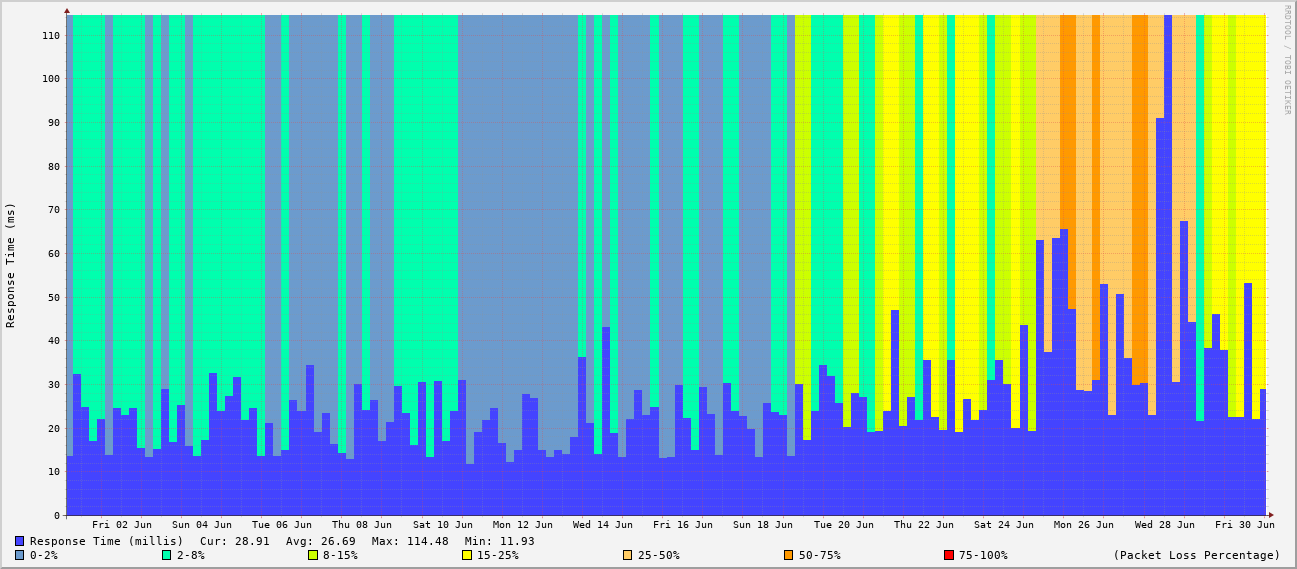 RRDTOOL / TOBI OETIKER
Response Time (ms)
110
100
90
80
70
60
50
40
30
20
10
0
Fri 02 Jun Sun 04 Jun Tue 06 Jun Thu 08 Jun Sat 10 Jun Mon 12 Jun Wed 14 Jun Fri 16 Jun Sun 18 Jun Tue 20 Jun Thu 22 Jun Sat 24 Jun Mon 26 Jun Wed 28 Jun Fri 30 Jun
Response Time (millis) Cur: 28.91 Avg: 26.69 Max: 114.48 Min: 11.93
0-2% 2-8% 8-15% 15-25% 25-50% 50-75% 75-100% (Packet Loss Percentage)